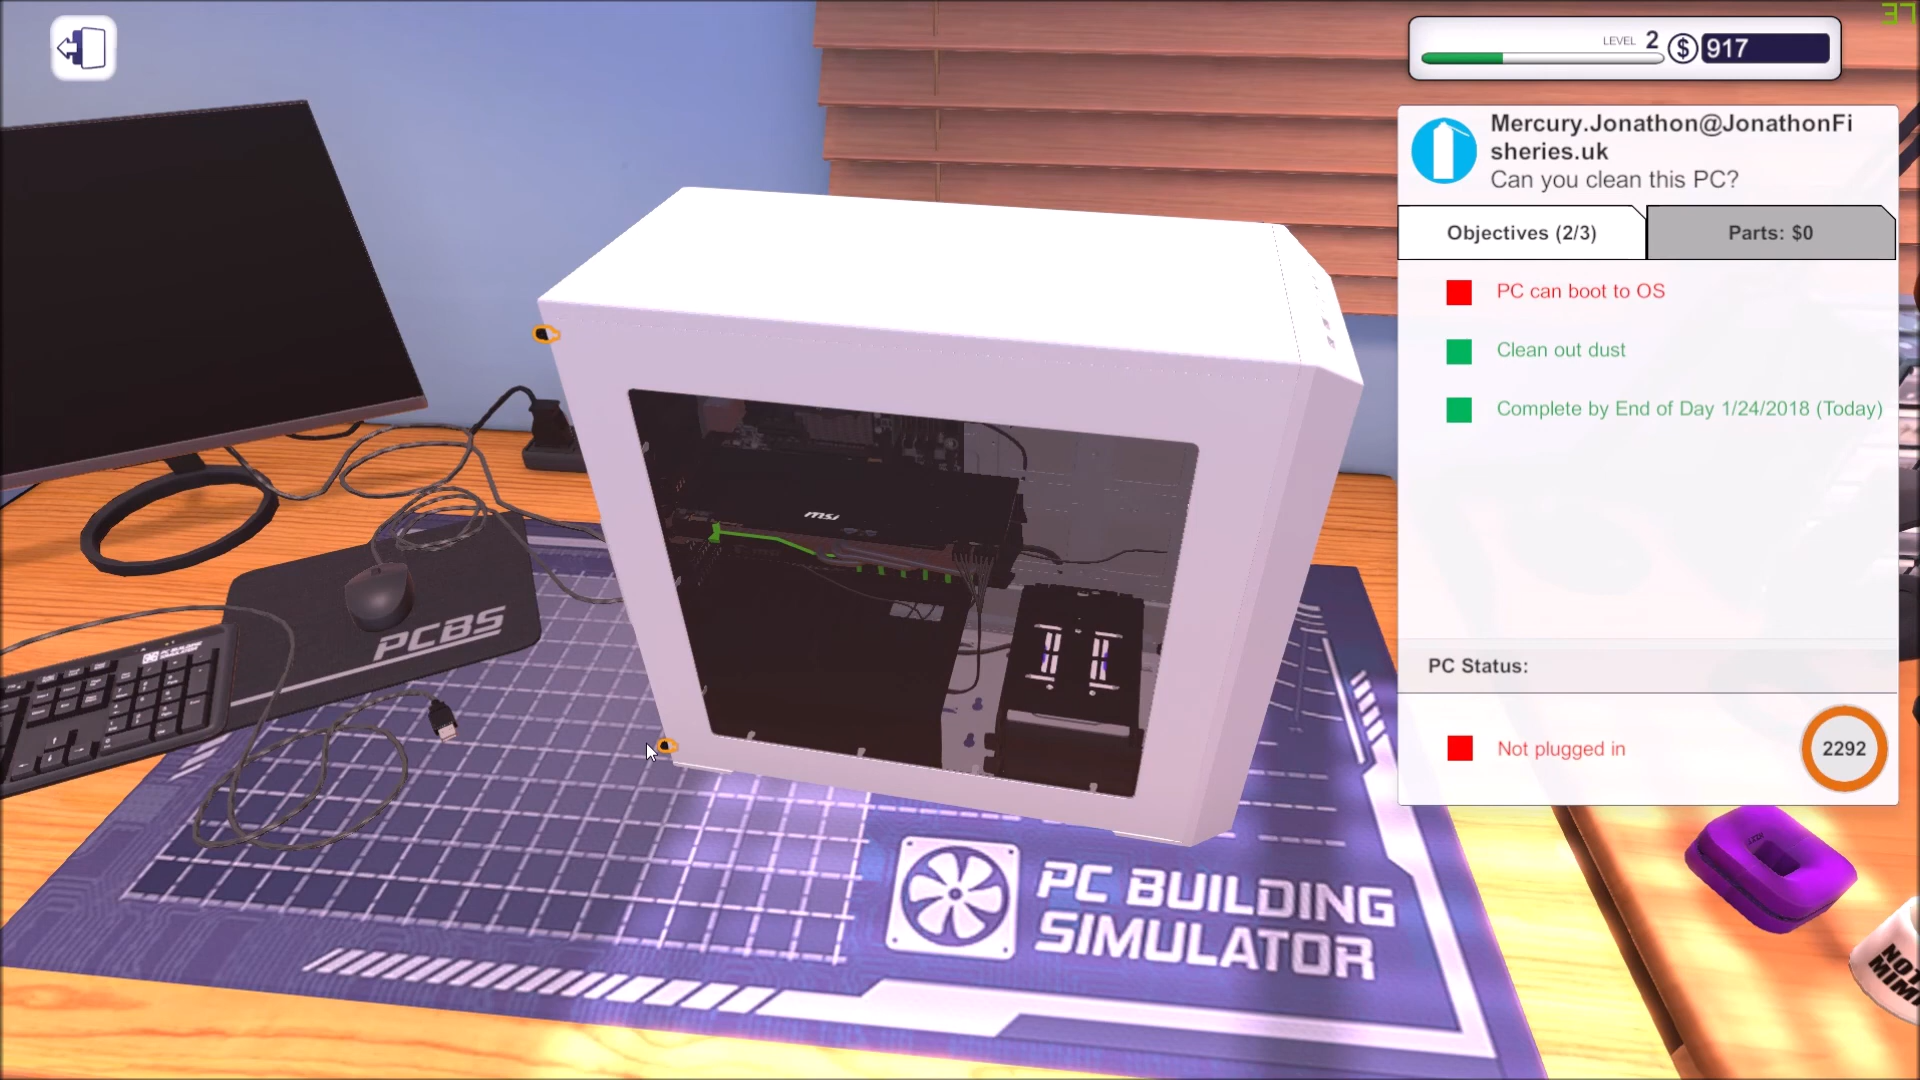 37
LEVEL 2 $ 917
Mercury.Jonathon@JonathonFi
sheries.uk
Can you clean this PC?
Objectives (2/3)
Parts: $0
PC can boot to OS
Clean out dust
Complete by End of Day 1/24/2018 (Today)
PC Status:
Not plugged in
2292
msi
PCBS
PC BUILDING
SIMULATOR